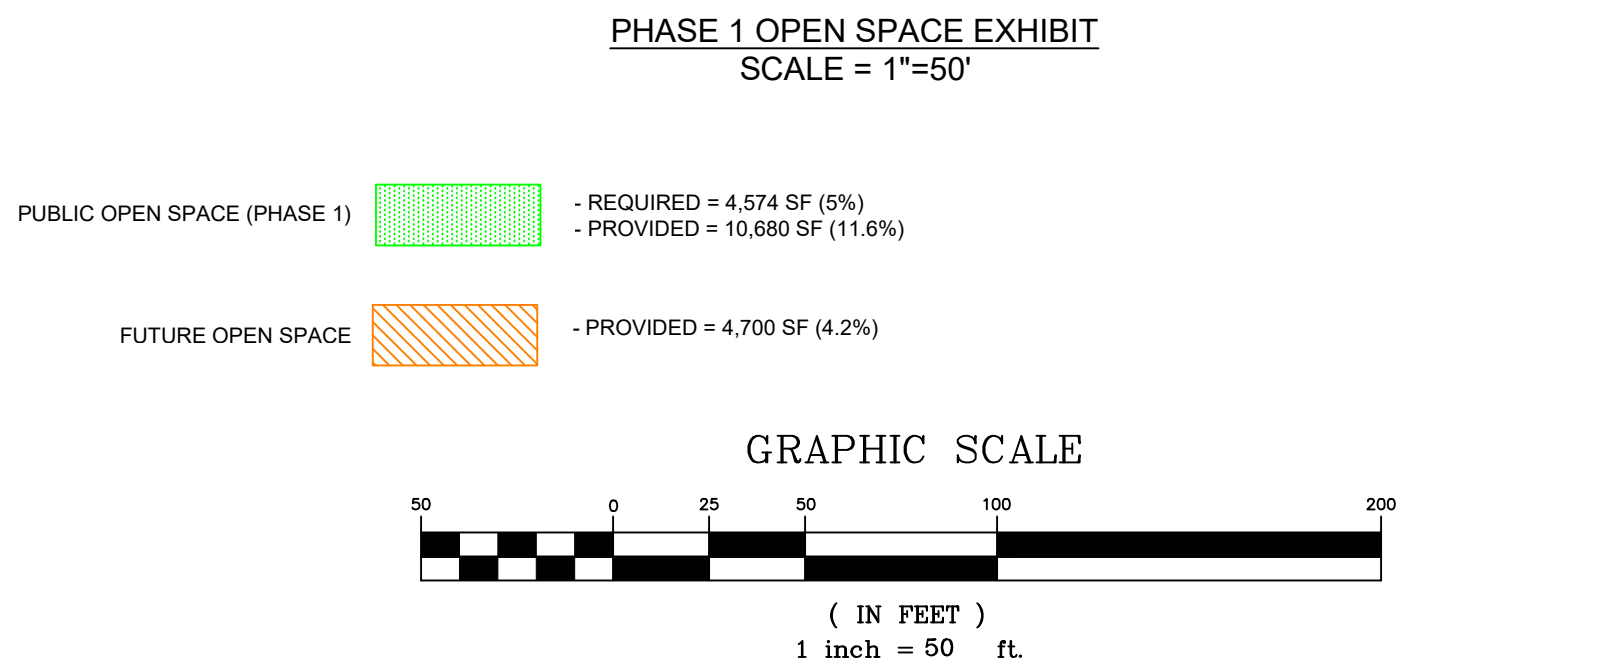 PHASE 1 OPEN SPACE EXHIBIT
SCALE = 1"=50'
PUBLIC OPEN SPACE (PHASE 1)
- REQUIRED = 4,574 SF (5%)
- PROVIDED = 10,680 SF (11.6%)
FUTURE OPEN SPACE
- PROVIDED = 4,700 SF (4.2%)
GRAPHIC SCALE
50 0 25 50 100 200
( IN FEET )
1 inch = 50 ft.